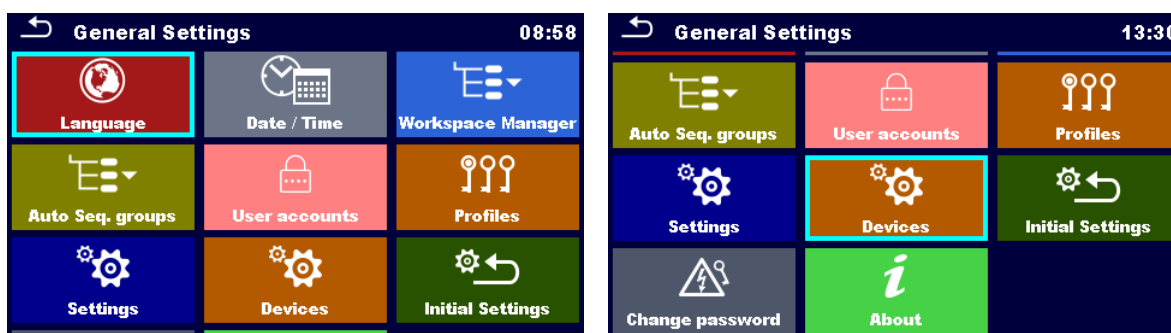 General Settings 08:58
Language Date / Time Workspace Manager
Auto Seq. groups User accounts Profiles
Settings Devices Initial Settings
General Settings 13:30
Auto Seq. groups User accounts Profiles
Settings Devices Initial Settings
Change password About